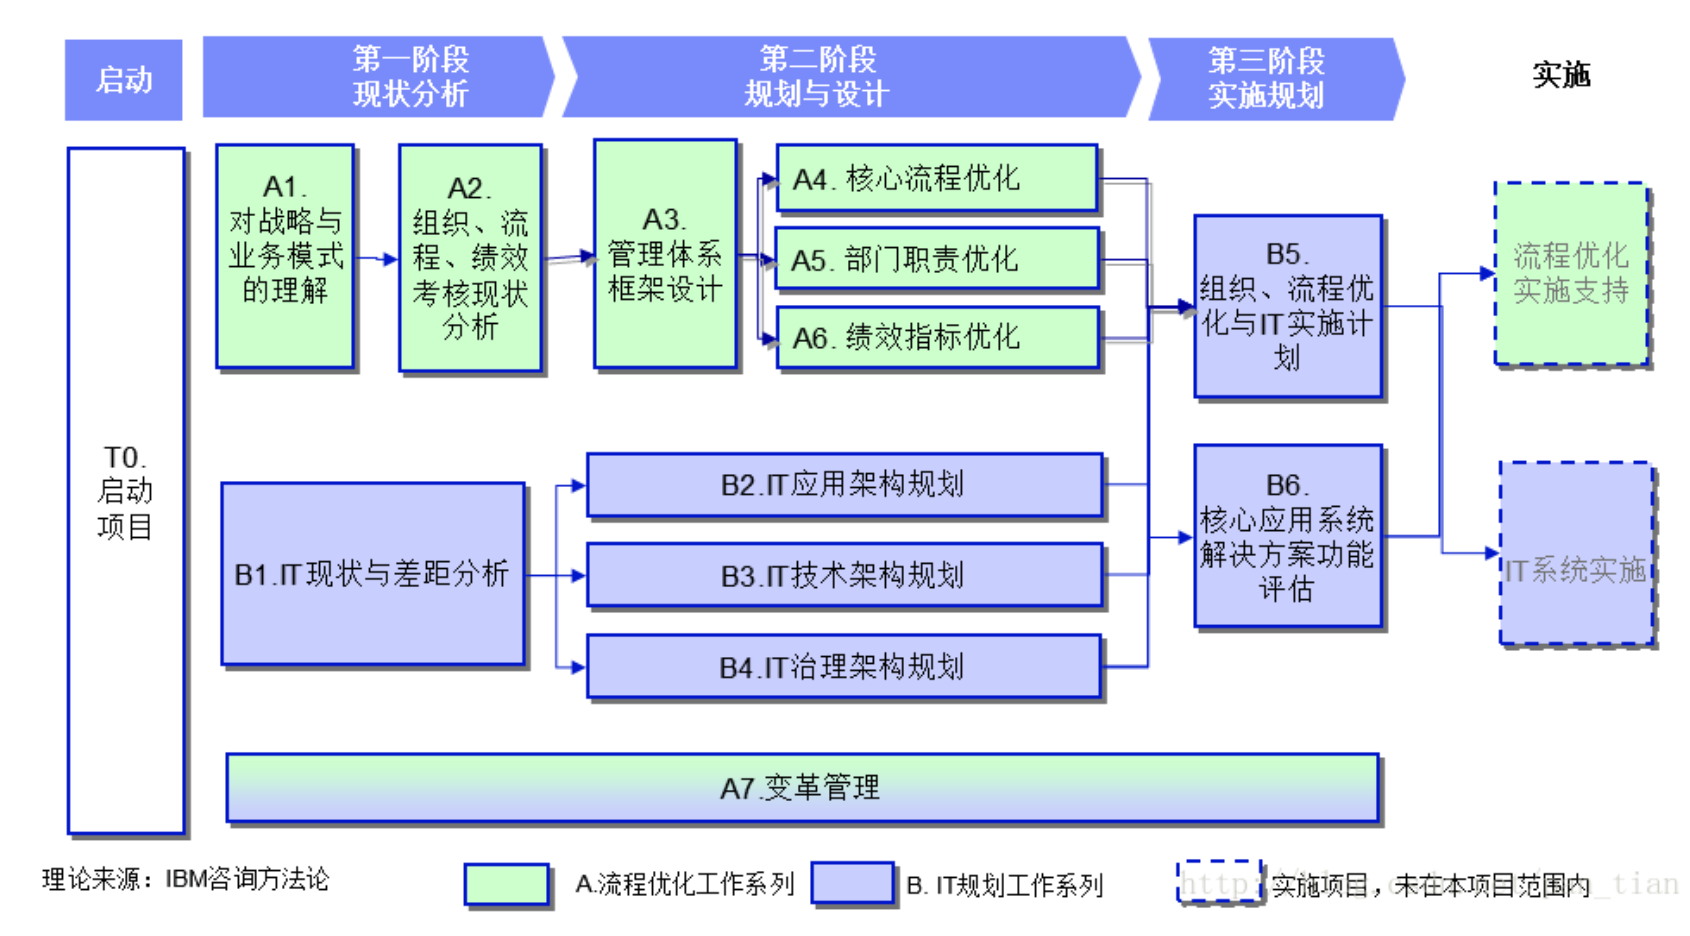 启动
第一阶段
现状分析
第二阶段
规划与设计
第三阶段
实施规划
实施
T0.
启动
项目
A1.
对战略与
业务模式
的理解
A2.
组织、流
程、绩效
考核现状
分析
A3.
管理体系
框架设计
A4. 核心流程优化
A5. 部门职责优化
A6. 绩效指标优化
B5.
组织、流程优
化与IT实施计
划
流程优化
实施支持
B1.IT现状与差距分析
B2.IT应用架构规划
B3.IT技术架构规划
B4.IT治理架构规划
B6.
核心应用系统
解决方案功能
评估
IT系统实施
A7.变革管理
理论来源：IBM咨询方法论
A.流程优化工作系列
B. IT规划工作系列
实施项目，未在本项目范围内